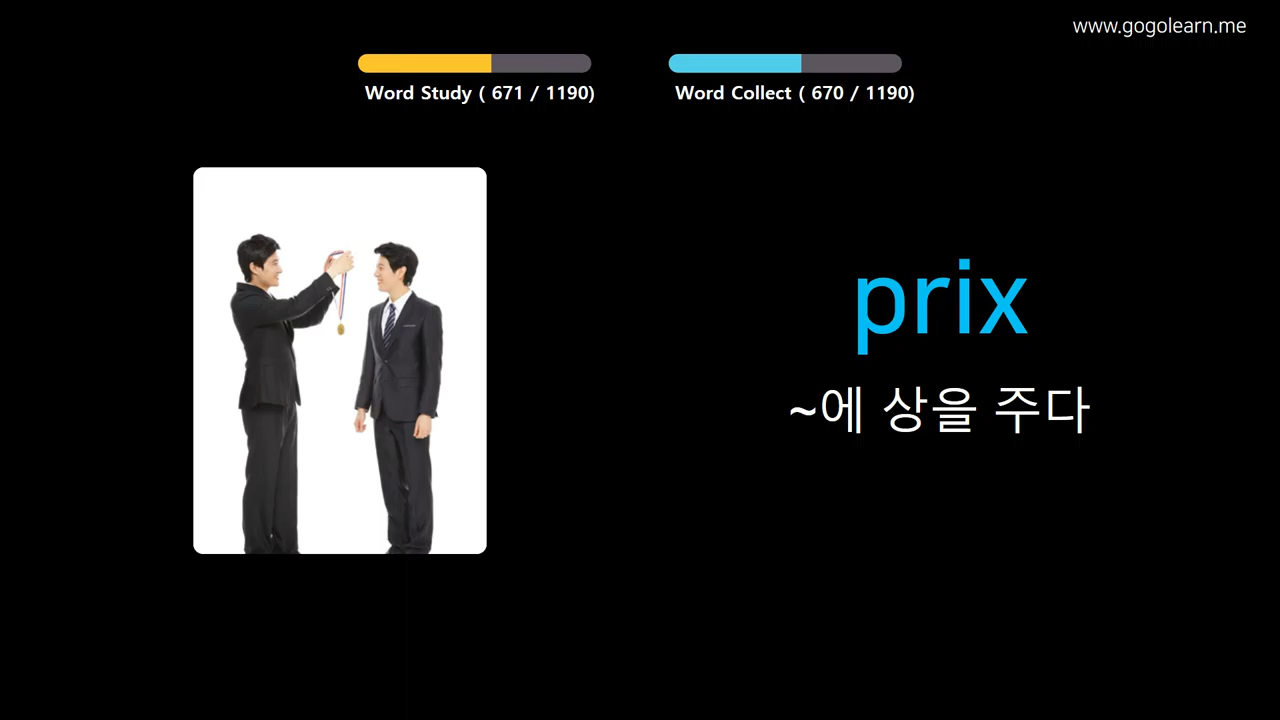 www.gogolearn.me
Word Study ( 671 / 1190)
Word Collect ( 670 / 1190)
prix
~에 상을 주다